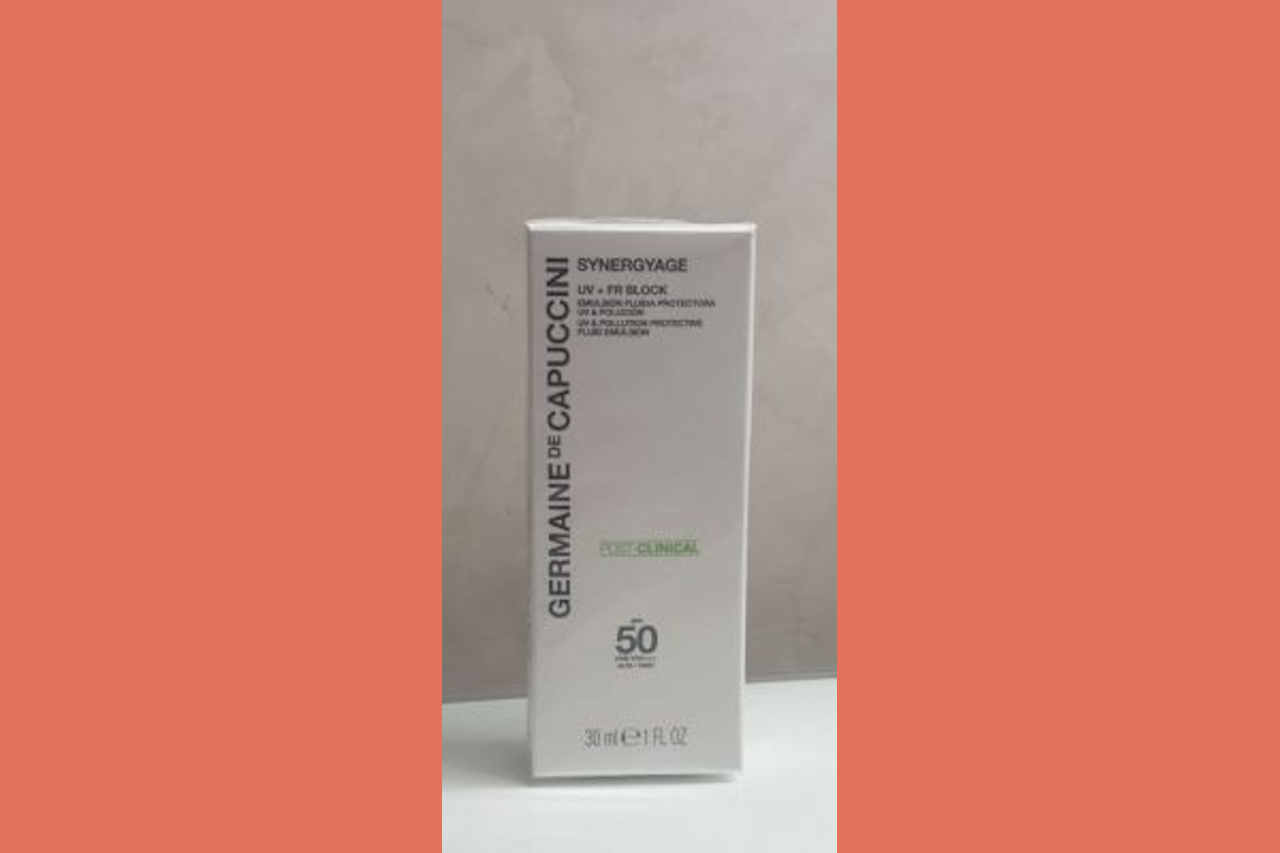 GERMAINE DE CAPUCCINI
SYNERGYAGE
UV + FR BLOCK
EMULSIÓN FLUIDA PROTECTORA
UV & POLUCIÓN
UV & POLLUTION PROTECTIVE
FLUID EMULSION
POST-CLINICAL
50
30 ml ℮ 1 FL OZ